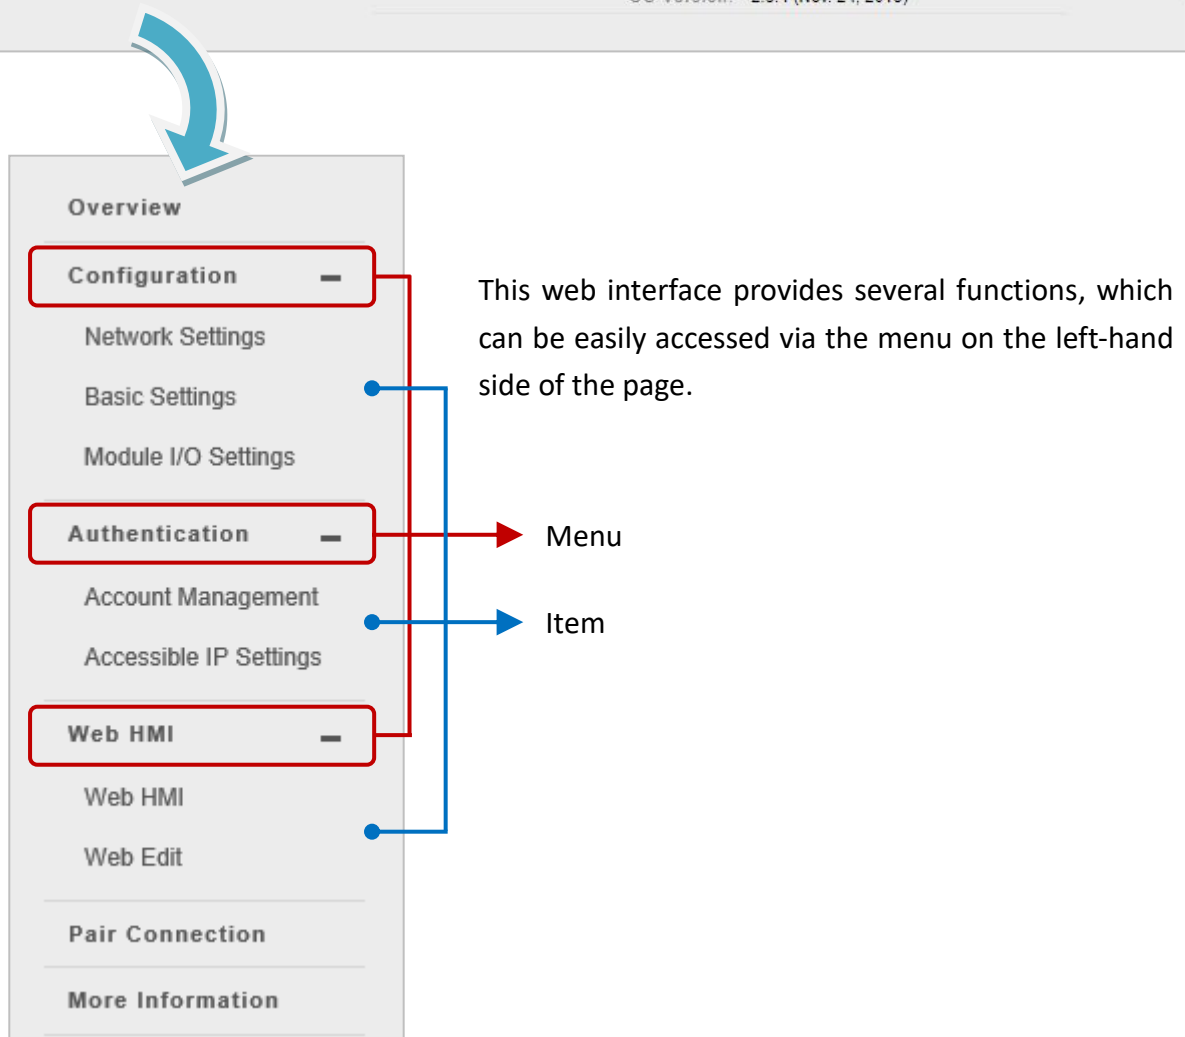 Overview
Configuration
Network Settings
Basic Settings
Module I/O Settings
Authentication
Account Management
Accessible IP Settings
Web HMI
Web HMI
Web Edit
Pair Connection
More Information
This web interface provides several functions, which
can be easily accessed via the menu on the left-hand
side of the page.
Menu
Item